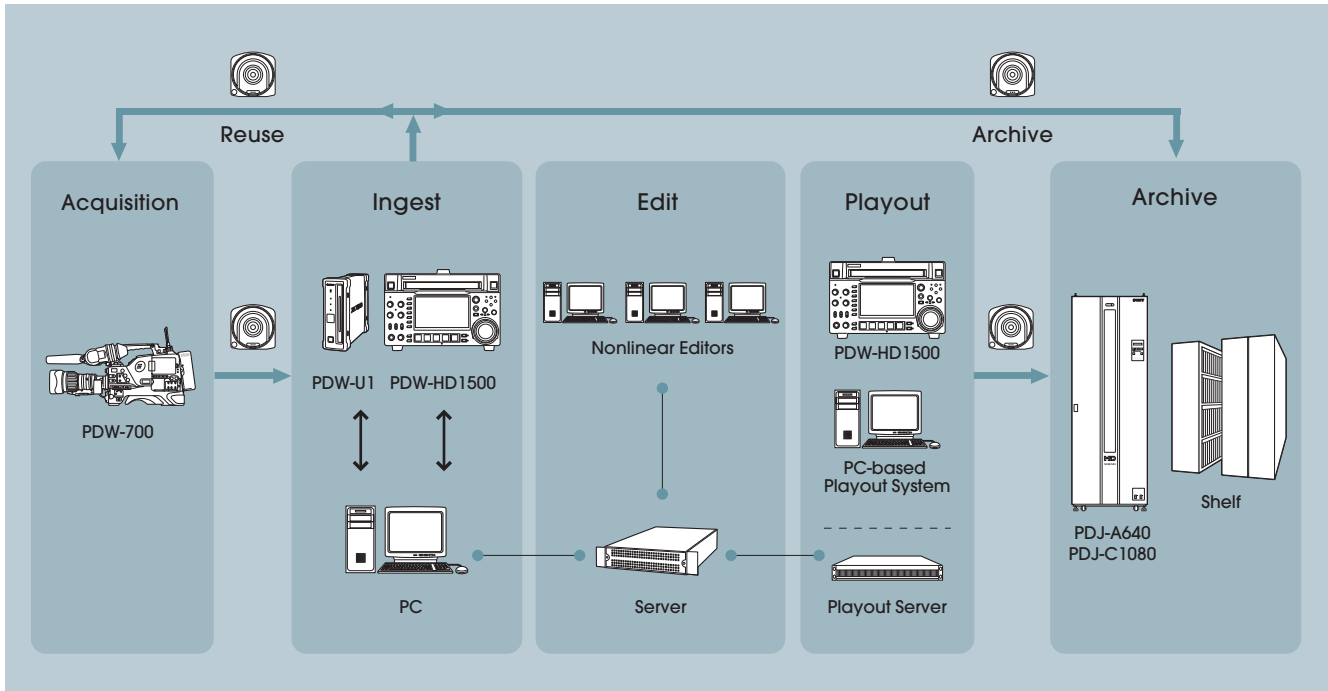 Reuse
Archive
Acquisition
Ingest
Edit
Playout
Archive
PDW-700
PDW-U1
PDW-HD1500
PC
Nonlinear Editors
Server
PDW-HD1500
PC-based
Playout System
Playout Server
PDJ-A640
PDJ-C1080
Shelf